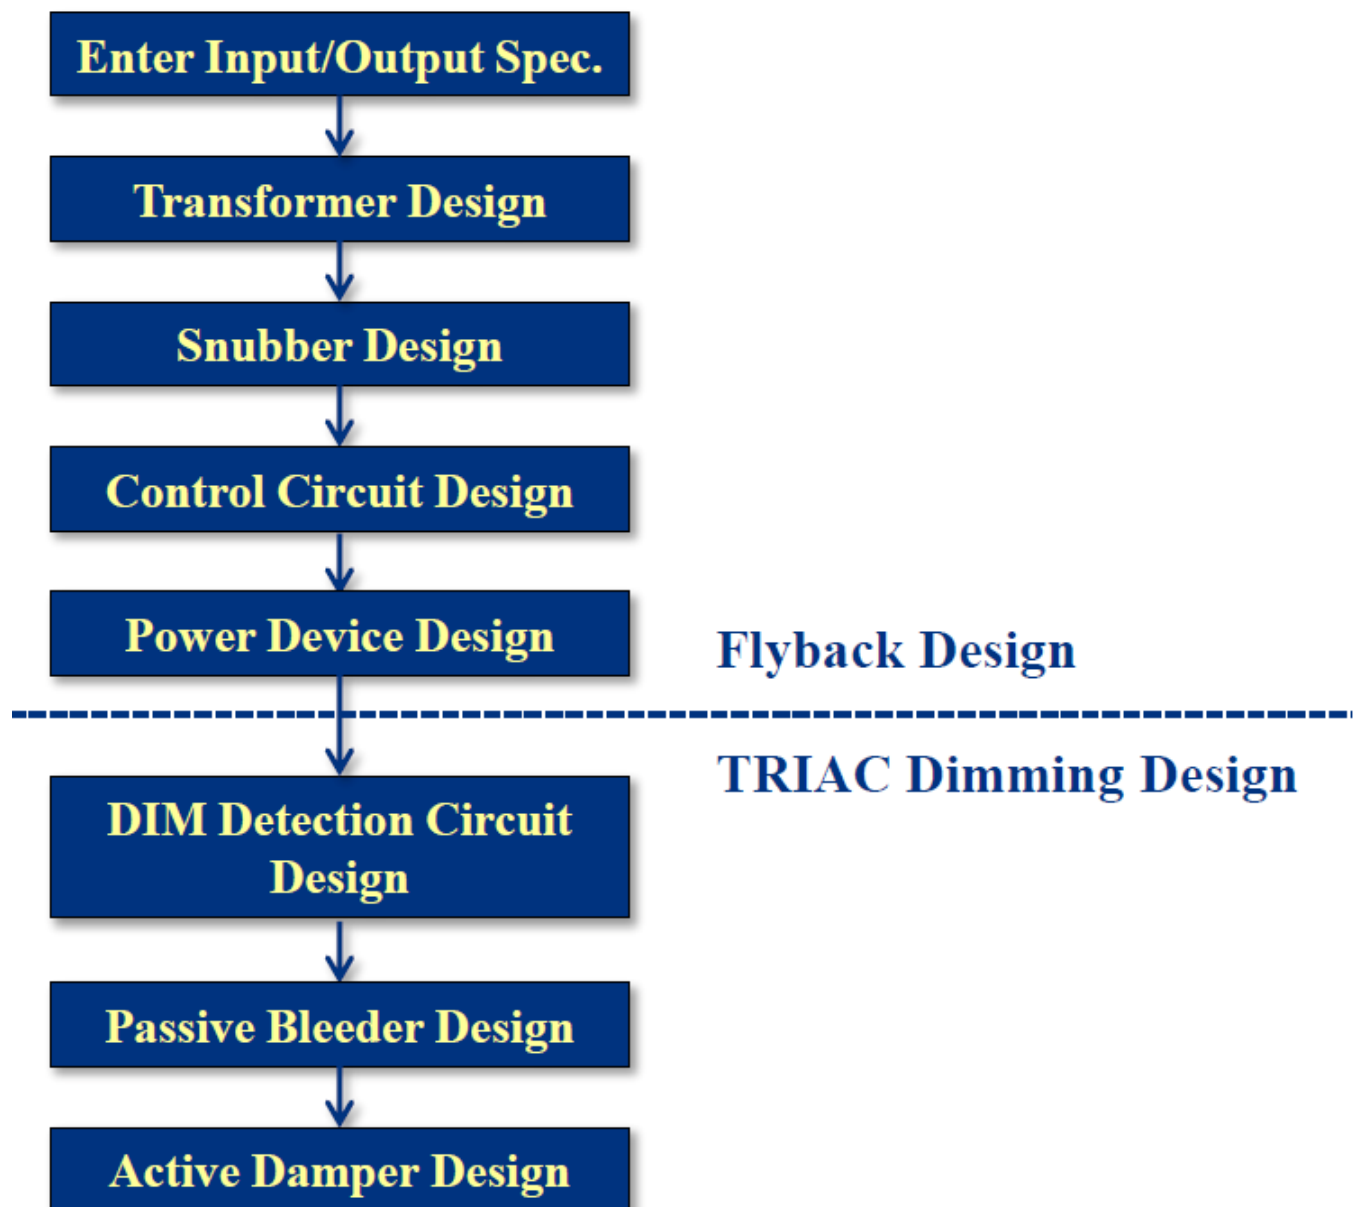 Enter Input/Output Spec.
Transformer Design
Snubber Design
Control Circuit Design
Power Device Design
Flyback Design
TRIAC Dimming Design
DIM Detection Circuit
Design
Passive Bleeder Design
Active Damper Design